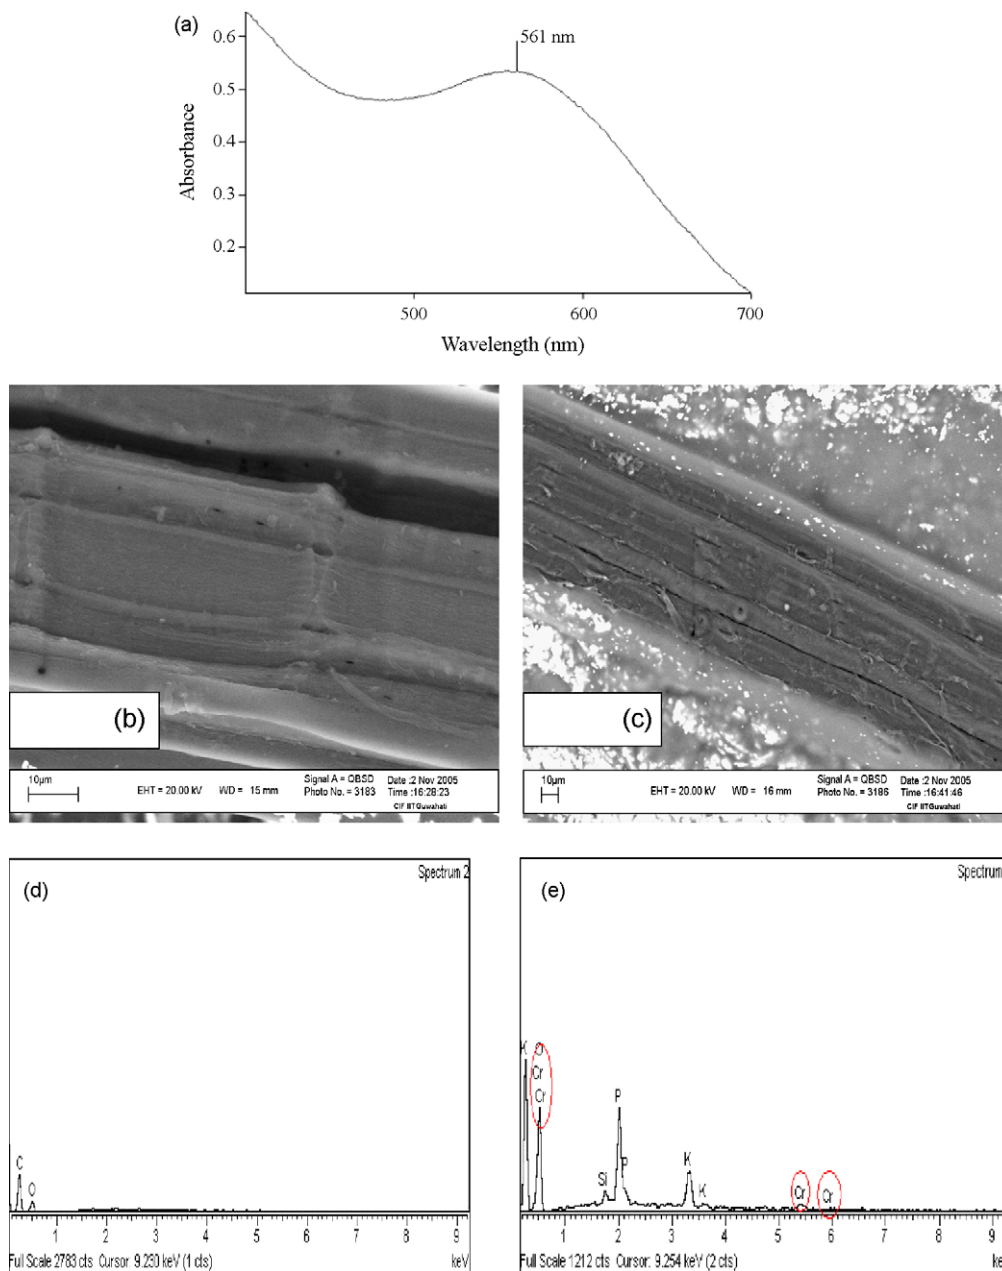 (a)
561 nm
0.6
0.5
0.4
0.3
0.2
Absorbance
500 600 700
Wavelength (nm)
(b)
10µm
EHT = 20.00 kV WD = 15 mm
Signal A = QBSD Date :2 Nov 2005
Photo No. = 3183 Time :16:28:23
CIF IITGuwahati
(c)
10µm
EHT = 20.00 kV WD = 16 mm
Signal A = QBSD Date :2 Nov 2005
Photo No. = 3186 Time :16:41:46
CIF IITGuwahati
(d)
Spectrum 2
C
O
1 2 3 4 5 6 7 8 9
Full Scale 2783 cts Cursor: 9.230 keV (1 cts) keV
(e)
Spectrum
K
Cr
Cr
P
Si
P
K
K
Cr
Cr
1 2 3 4 5 6 7 8 9
Full Scale 1212 cts Cursor: 9.254 keV (2 cts)